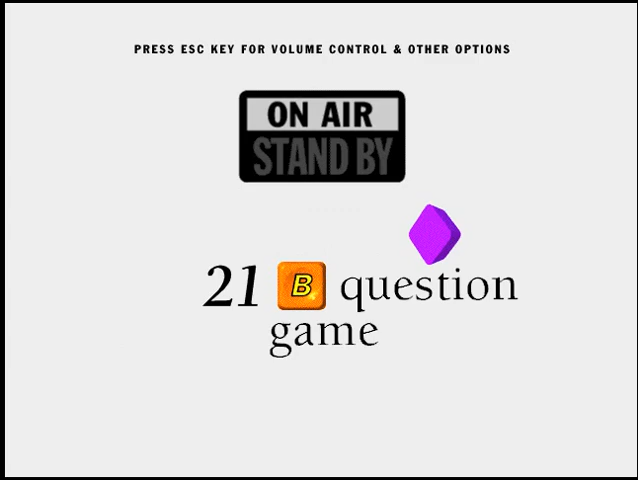 PRESS ESC KEY FOR VOLUME CONTROL & OTHER OPTIONS
ON AIR
STAND BY
21 B question
game